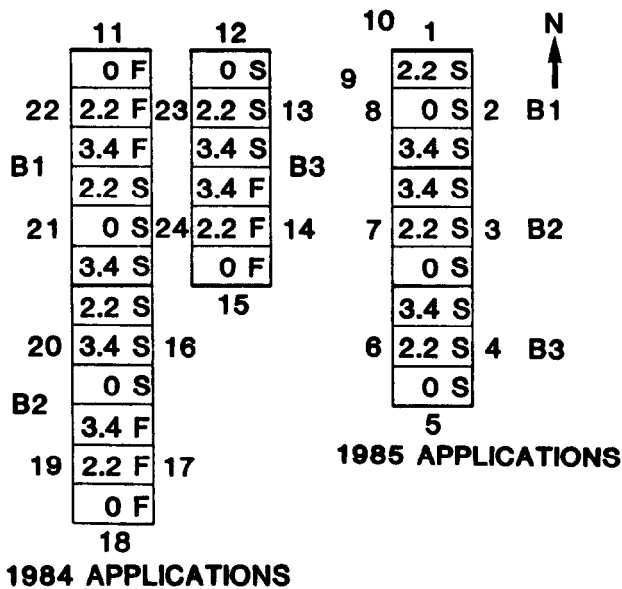 11 12 10 1 N
0 F 0 S 9 2.2 S
22 2.2 F 23 2.2 S 13 8 0 S 2 B1
3.4 F 3.4 S 3.4 S
B1 B3
2.2 S 3.4 F 3.4 S
21 0 S 24 2.2 F 14 7 2.2 S 3 B2
3.4 S 0 F 0 S
2.2 S 15 3.4 S
20 3.4 S 16 6 2.2 S 4 B3
0 S 0 S
B2
3.4 F 5
19 2.2 F 17 1985 APPLICATIONS
0 F
18
1984 APPLICATIONS